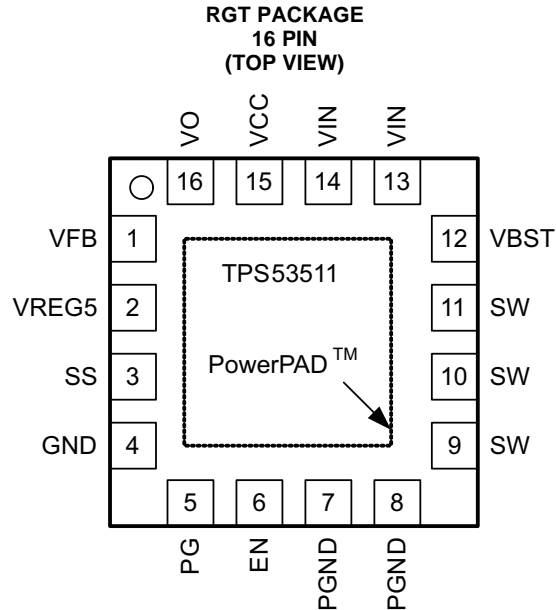 RGT PACKAGE
16 PIN
(TOP VIEW)
VO
VCC
VIN
VIN
16
15
14
13
VFB 1
12 VBST
TPS53511
VREG5 2
11 SW
SS 3
PowerPAD TM
10 SW
GND 4
9 SW
5
6
7
8
PG
EN
PGND
PGND